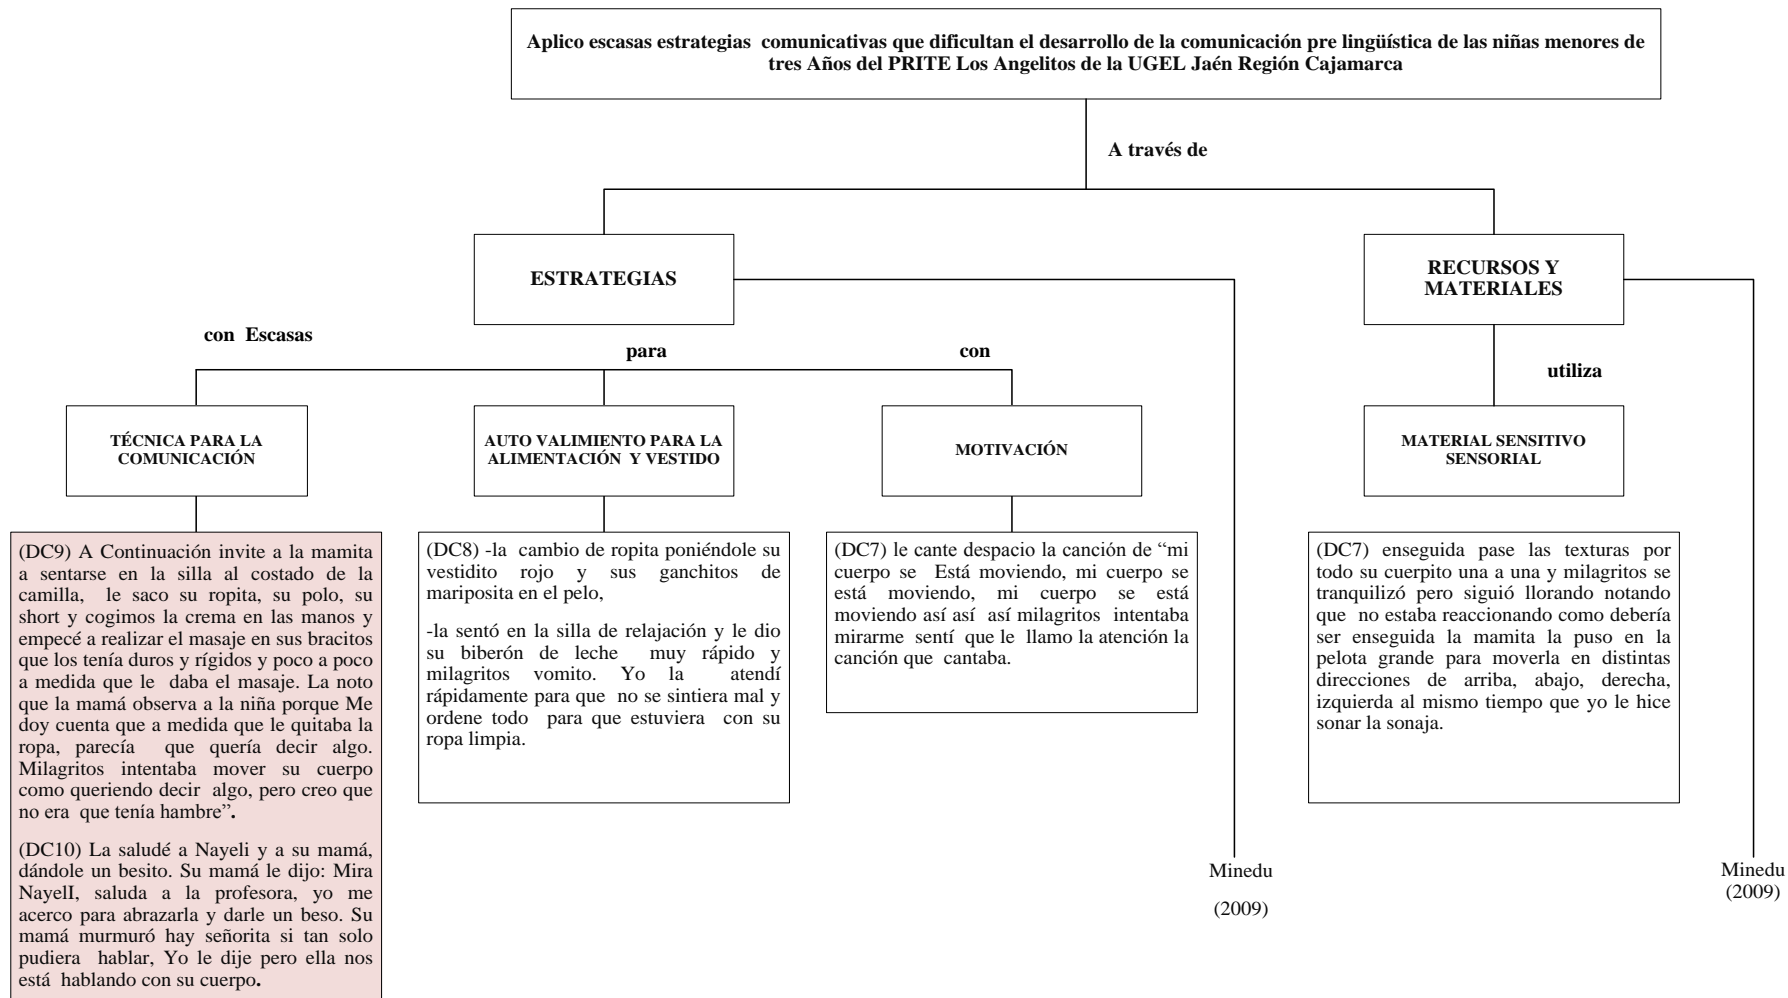 Aplico escasas estrategias comunicativas que dificultan el desarrollo de la comunicación pre lingüística de las niñas menores de
tres Años del PRITE Los Angelitos de la UGEL Jaén Región Cajamarca
A través de
ESTRATEGIAS
RECURSOS Y
MATERIALES
con Escasas
para
con
utiliza
TÉCNICA PARA LA
COMUNICACIÓN
AUTO VALIMIENTO PARA LA
ALIMENTACIÓN Y VESTIDO
MOTIVACIÓN
MATERIAL SENSITIVO
SENSORIAL
(DC9) A Continuación invite a la mamita
a sentarse en la silla al costado de la
camilla, le saco su ropita, su polo, su
short y cogimos la crema en las manos y
empecé a realizar el masaje en sus bracitos
que los tenía duros y rígidos y poco a poco
a medida que le daba el masaje. La noto
que la mamá observa a la niña porque Me
doy cuenta que a medida que le quitaba la
ropa, parecía que quería decir algo.
Milagritos intentaba mover su cuerpo
como queriendo decir algo, pero creo que
no era que tenía hambre”.
(DC10) La saludé a Nayeli y a su mamá,
dándole un besito. Su mamá le dijo: Mira
NayelI, saluda a la profesora, yo me
acerco para abrazarla y darle un beso. Su
mamá murmuró hay señorita si tan solo
pudiera hablar, Yo le dije pero ella nos
está hablando con su cuerpo.
(DC8) -la cambio de ropita poniéndole su
vestidito rojo y sus ganchitos de
mariposita en el pelo,
-la sentó en la silla de relajación y le dio
su biberón de leche muy rápido y
milagritos vomito. Yo la atendí
rápidamente para que no se sintiera mal y
ordene todo para que estuviera con su
ropa limpia.
(DC7) le cante despacio la canción de “mi
cuerpo se Está moviendo, mi cuerpo se
está moviendo, mi cuerpo se está
moviendo así así así milagritos intentaba
mirarme sentí que le llamo la atención la
canción que cantaba.
(DC7) enseguida pase las texturas por
todo su cuerpito una a una y milagritos se
tranquilizó pero siguió llorando notando
que no estaba reaccionando como debería
ser enseguida la mamita la puso en la
pelota grande para moverla en distintas
direcciones de arriba, abajo, derecha,
izquierda al mismo tiempo que yo le hice
sonar la sonaja.
Minedu
(2009)
Minedu
(2009)